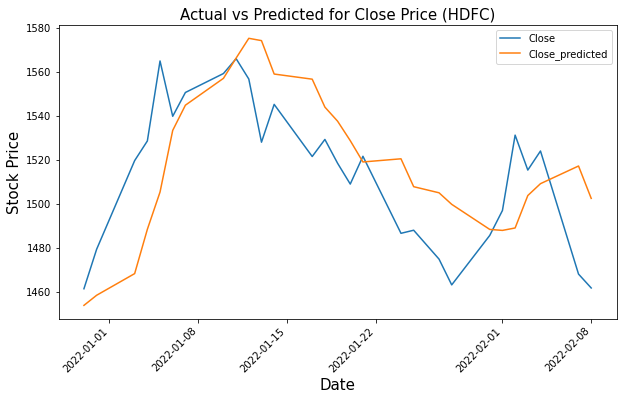 Actual vs Predicted for Close Price (HDFC)
Close
Close_predicted
Stock Price
1580
1560
1540
1520
1500
1480
1460
2022-01-01
2022-01-08
2022-01-15
2022-01-22
2022-02-01
2022-02-08
Date